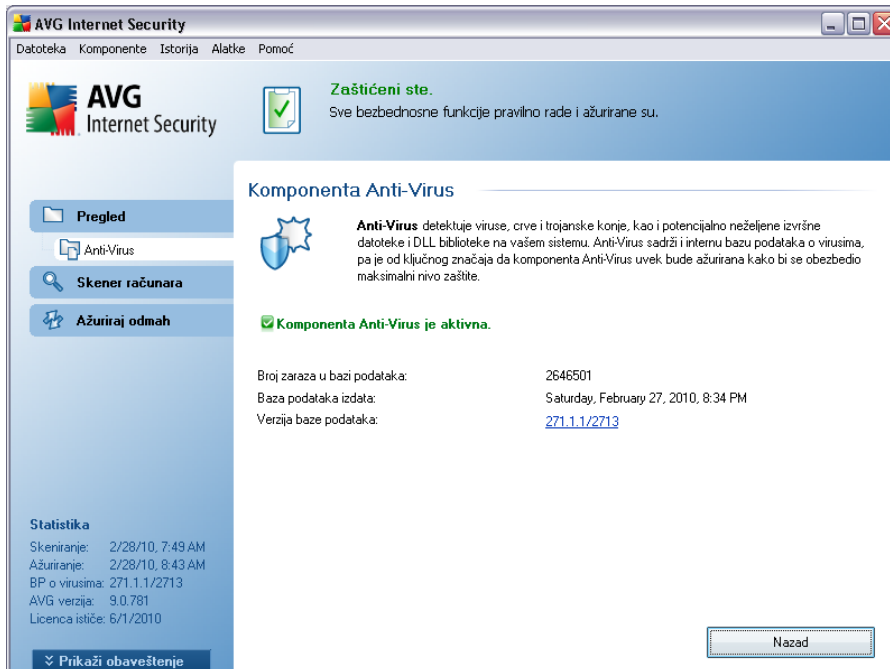 AVG Internet Security
Datoteka Komponente Istorija Alatke Pomoć
AVG
Internet Security
Zaštićeni ste.
Sve bezbednosne funkcije pravilno rade i ažurirane su.
Pregled
Anti-Virus
Skener računara
Ažuriraj odmah
Komponenta Anti-Virus
Anti-Virus detektuje viruse, crve i trojanske konje, kao i potencijalno neželjene izvršne
datoteke i DLL biblioteke na vašem sistemu. Anti-Virus sadrži i internu bazu podataka o virusima,
pa je od ključnog značaja da komponenta Anti-Virus uvek bude ažurirana kako bi se obezbedio
maksimalni nivo zaštite.
Komponenta Anti-Virus je aktivna.
Broj zaraza u bazi podataka: 2646501
Baza podataka izdata: Saturday, February 27, 2010, 8:34 PM
Verzija baze podataka: 271.1.1/2713
Statistika
Skeniranje: 2/28/10, 7:49 AM
Ažuriranje: 2/28/10, 8:43 AM
BP o virusima: 271.1.1/2713
AVG verzija: 9.0.781
Licenca ističe: 6/1/2010
Prikaži obaveštenje
Nazad